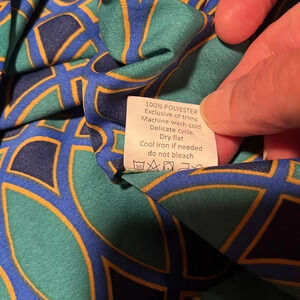 100% POLYESTER
Exclusive of trims
Machine wash cold
Delicate cycle
Dry flat
Cool iron if needed
do not bleach